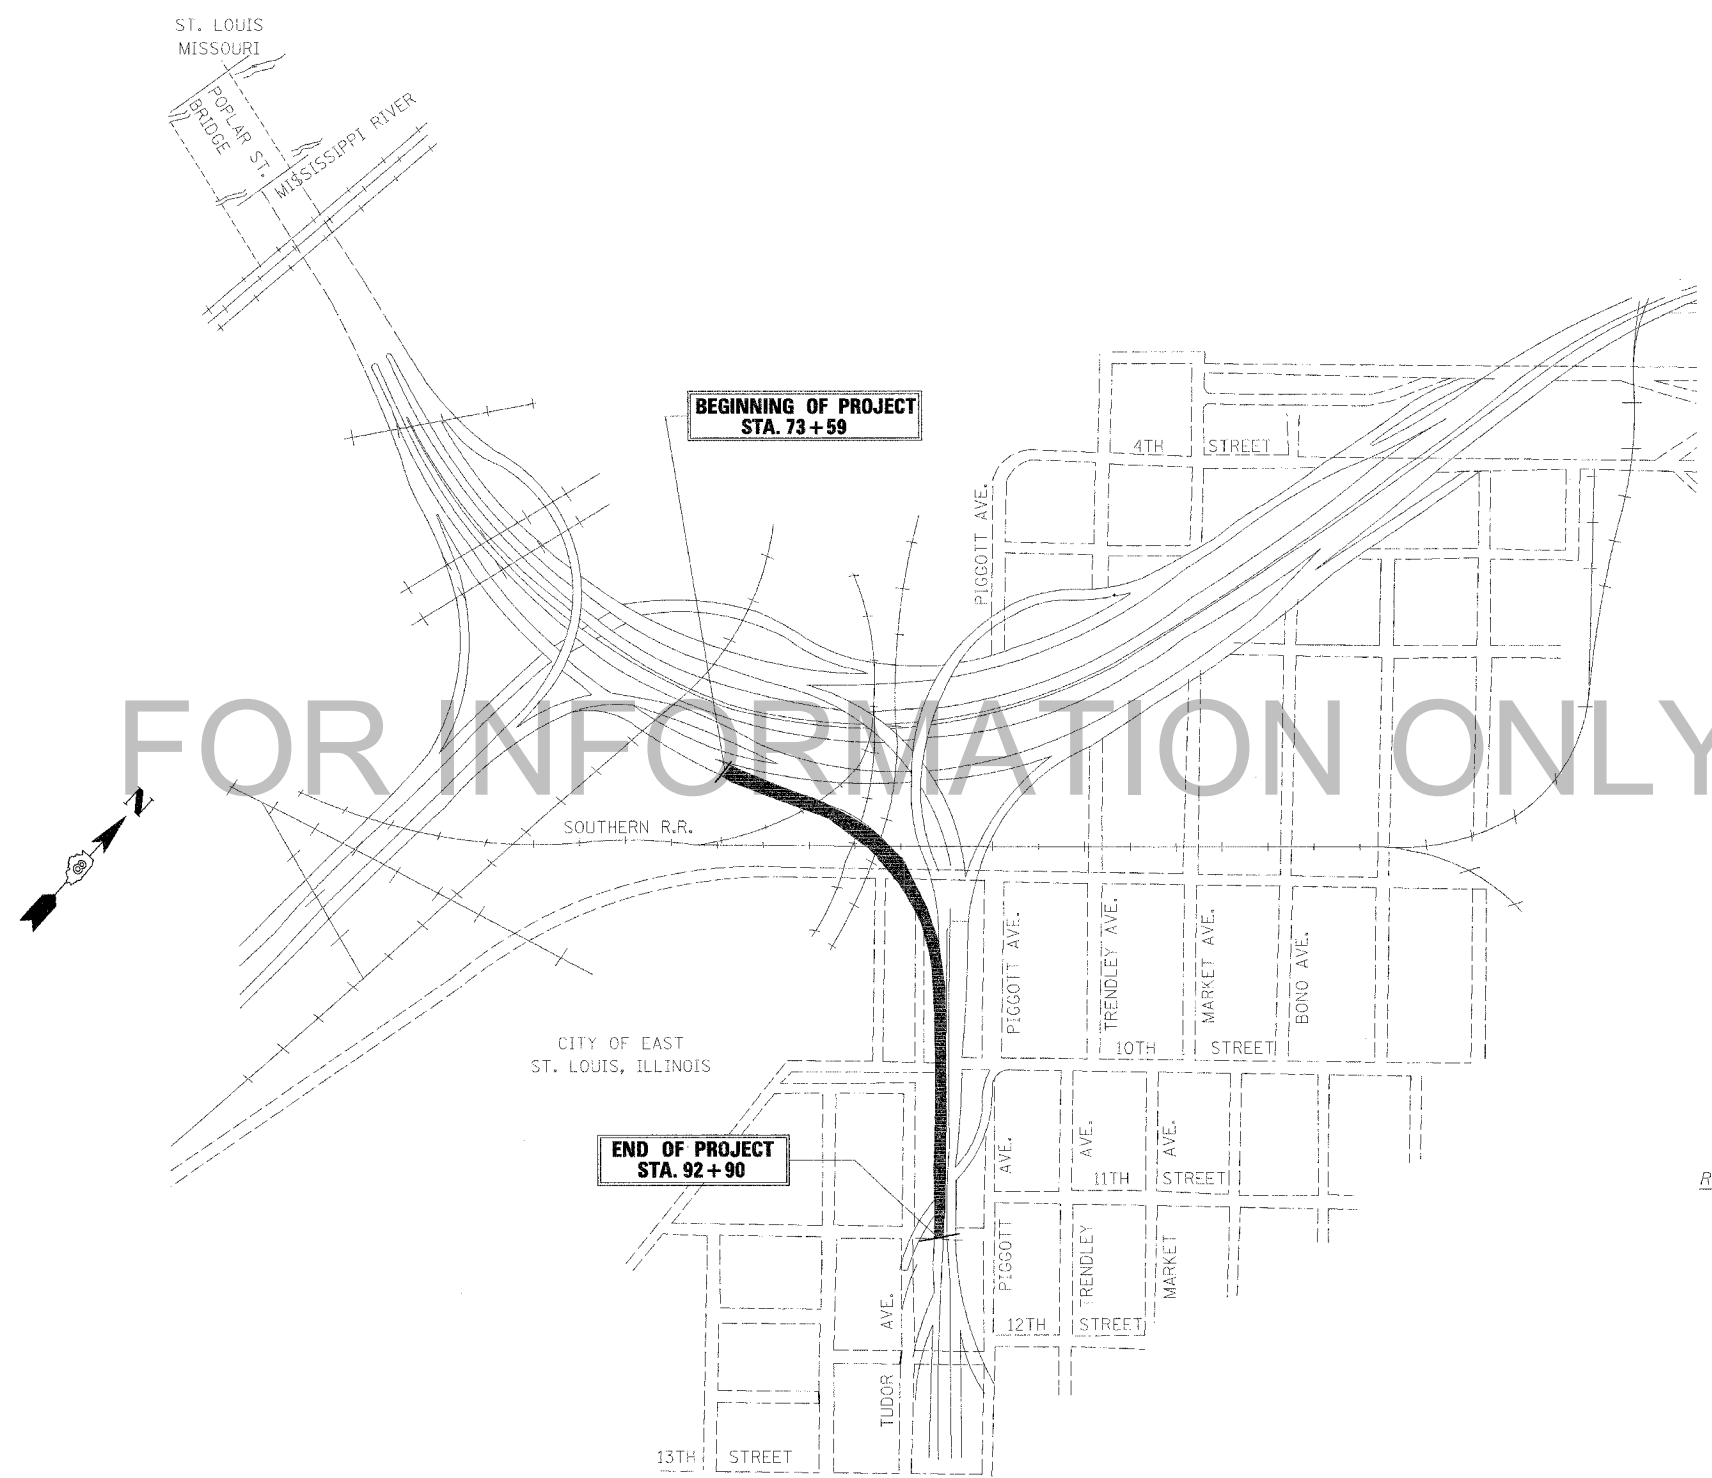 ST. LOUIS
MISSOURI
POPLAR ST.
BRIDGE
MISSISSIPPI RIVER
BEGINNING OF PROJECT
STA. 73+59
4TH STREET
PIGGOTT AVE.
FOR INFORMATION ONLY
N
SOUTHERN R.R.
PIGGOTT AVE.
TRENDLEY AVE.
MARKET AVE.
BOND AVE.
10TH STREET
CITY OF EAST
ST. LOUIS, ILLINOIS
END OF PROJECT
STA. 92+90
PIGGOTT AVE.
TRENDLEY AVE.
MARKET AVE.
11TH STREET
R
12TH STREET
TUDOR AVE.
13TH STREET